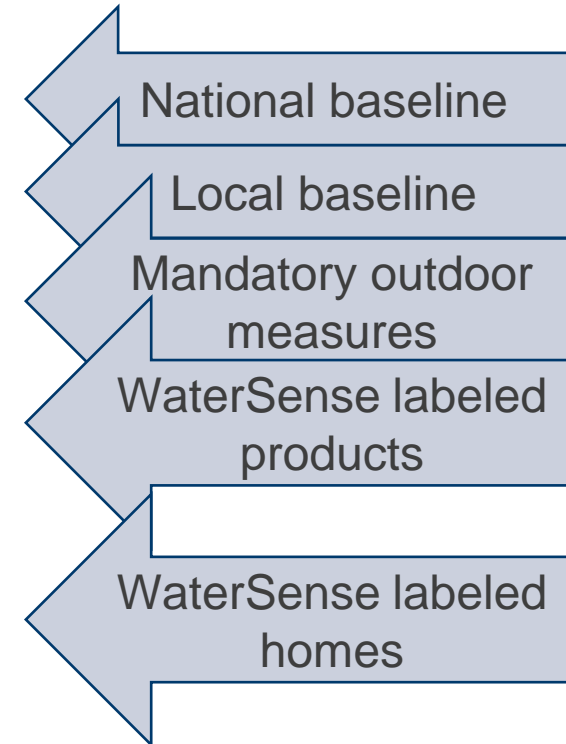 National baseline
Local baseline
Mandatory outdoor
measures
WaterSense labeled
products
WaterSense labeled
homes